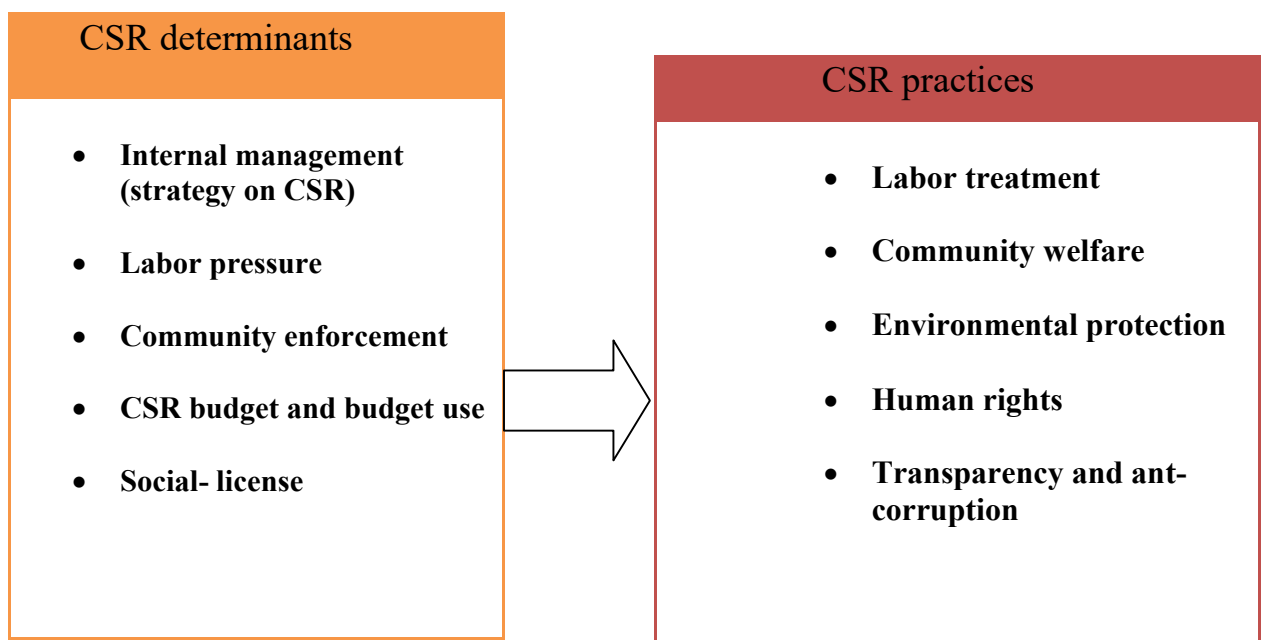 CSR determinants
• Internal management
(strategy on CSR)
• Labor pressure
• Community enforcement
• CSR budget and budget use
• Social- license
CSR practices
• Labor treatment
• Community welfare
• Environmental protection
• Human rights
• Transparency and ant-
corruption